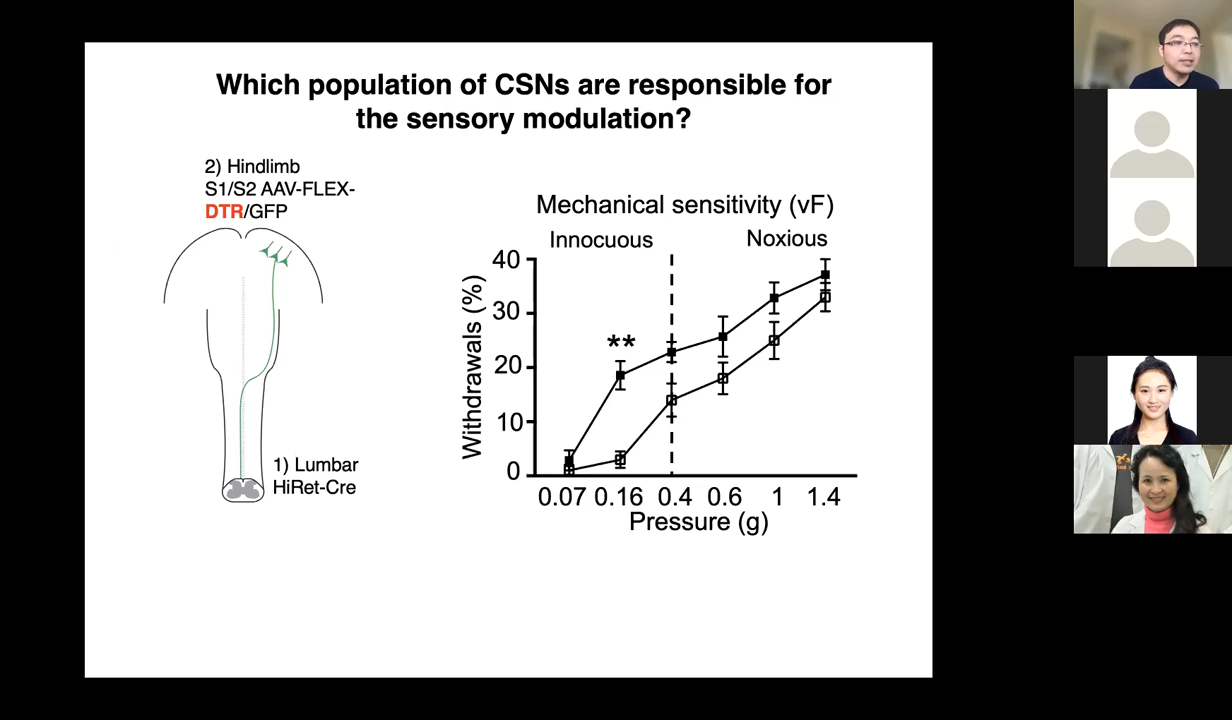 Which population of CSNs are responsible for
the sensory modulation?
2) Hindlimb
S1/S2 AAV-FLEX-
DTR/GFP
1) Lumbar
HiRet-Cre
Mechanical sensitivity (vF)
Innocuous
Noxious
Withdrawals (%)
40
30
20
10
0
**
0.07 0.16 0.4 0.6 1 1.4
Pressure (g)